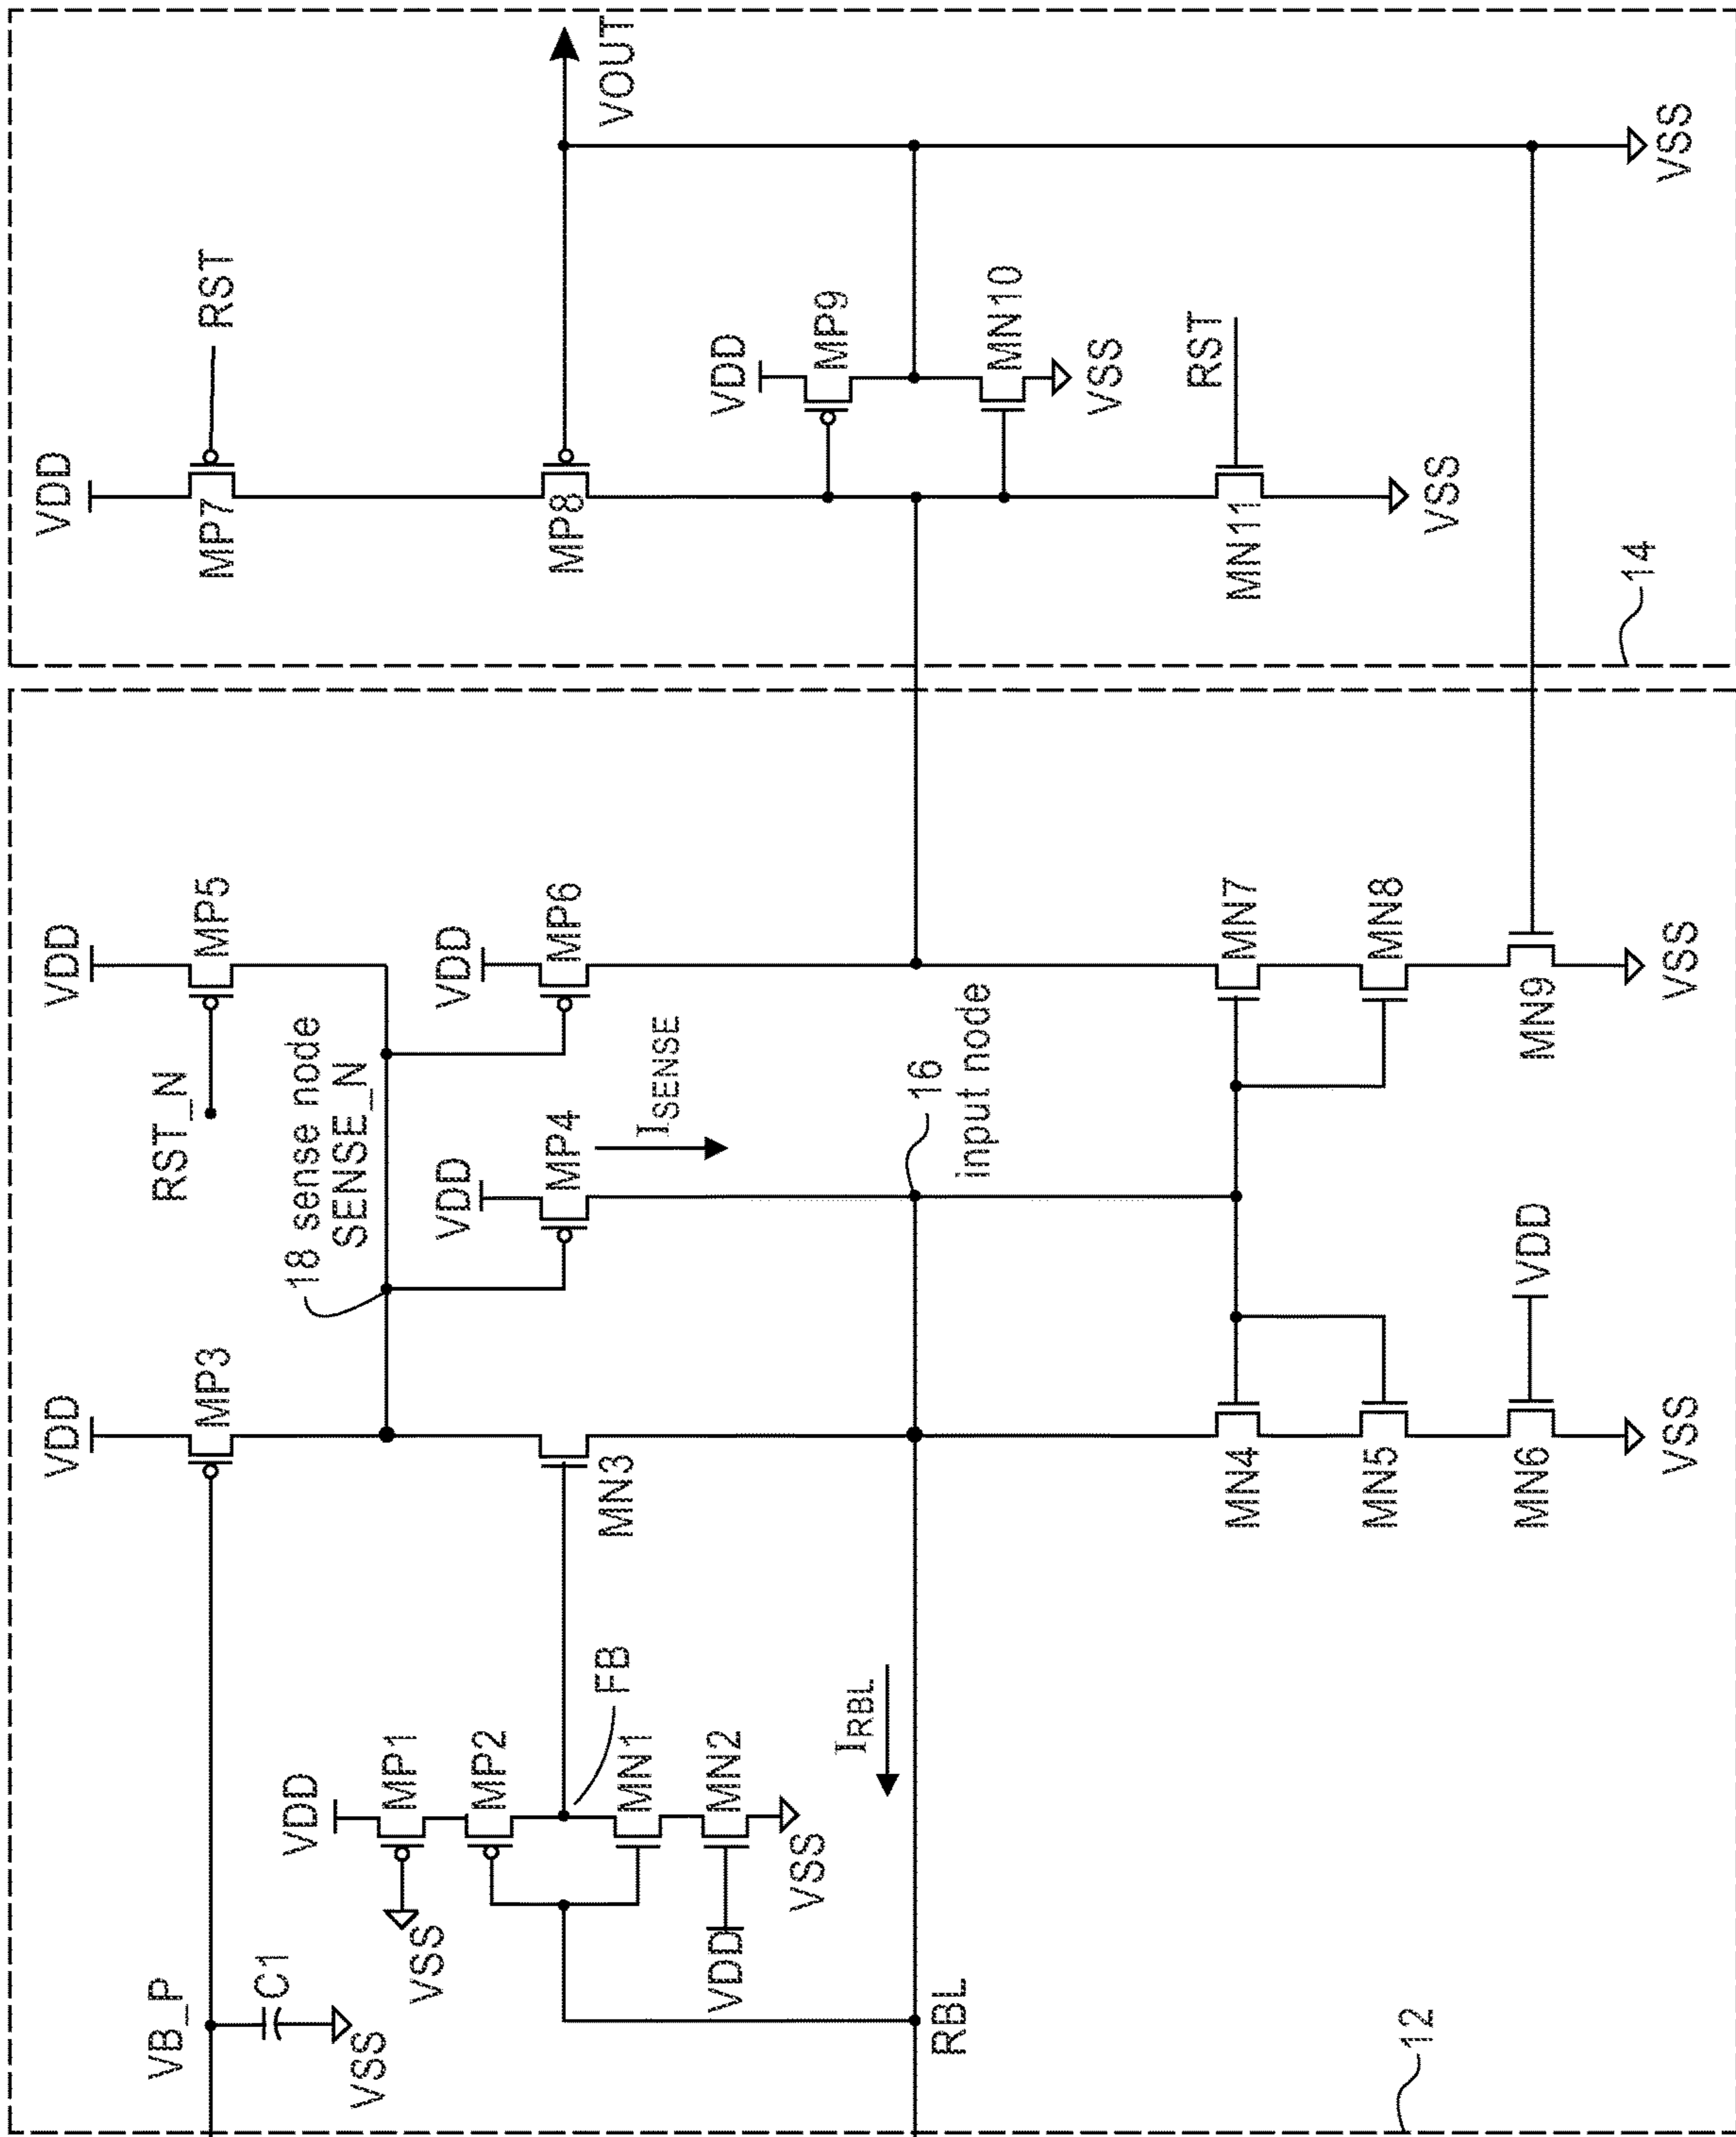 VDD
MP7
RST
MP8
VOUT
VDD
MP9
MN10
VSS
RST
MN11
VSS
VSS
14
VDD
MP5
RST_N
18 sense node
SENSE_N
VDD
MP6
VDD
MP4
ISENSE
16
input node
VDD
MP3
MN3
MN7
MN8
MN9
VSS
MN4
MN5
VDD
MN6
VSS
VB_P
C1
VSS
VDD
MP1
VSS
MP2
FB
MN1
MN2
VDD
VSS
IRBL
RBL
12